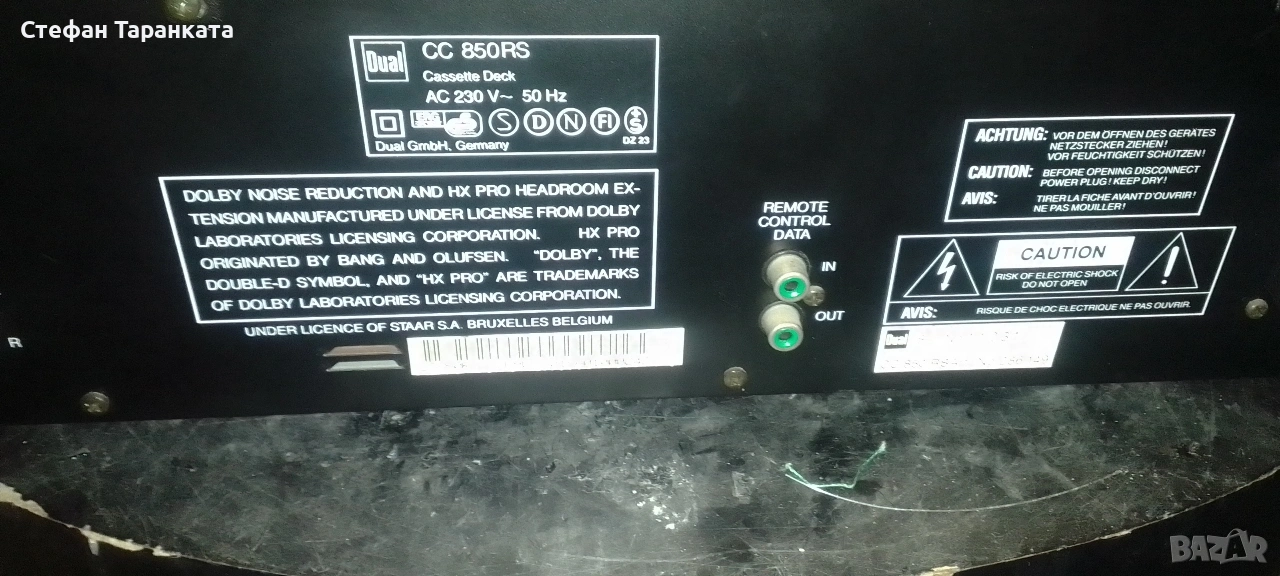 Стефан Таранката
Dual
CC 850RS
Cassette Deck
AC 230 V~ 50 Hz
S D N Fi S
DZ 23
Dual GmbH, Germany
DOLBY NOISE REDUCTION AND HX PRO HEADROOM EX-
TENSION MANUFACTURED UNDER LICENSE FROM DOLBY
LABORATORIES LICENSING CORPORATION. HX PRO
ORIGINATED BY BANG AND OLUFSEN. "DOLBY", THE
DOUBLE-D SYMBOL, AND "HX PRO" ARE TRADEMARKS
OF DOLBY LABORATORIES LICENSING CORPORATION.
UNDER LICENCE OF STAAR S.A. BRUXELLES BELGIUM
R
REMOTE
CONTROL
DATA
IN
OUT
ACHTUNG: VOR DEM ÖFFNEN DES GERÄTES
NETZSTECKER ZIEHEN!
VOR FEUCHTIGKEIT SCHÜTZEN!
CAUTION: BEFORE OPENING DISCONNECT
POWER PLUG! KEEP DRY!
AVIS: TIRER LA FICHE AVANT D'OUVRIR!
NE PAS MOUILLER!
CAUTION
RISK OF ELECTRIC SHOCK
DO NOT OPEN
AVIS: RISQUE DE CHOC ELECTRIQUE NE PAS OUVRIR.
Dual
BAZAR